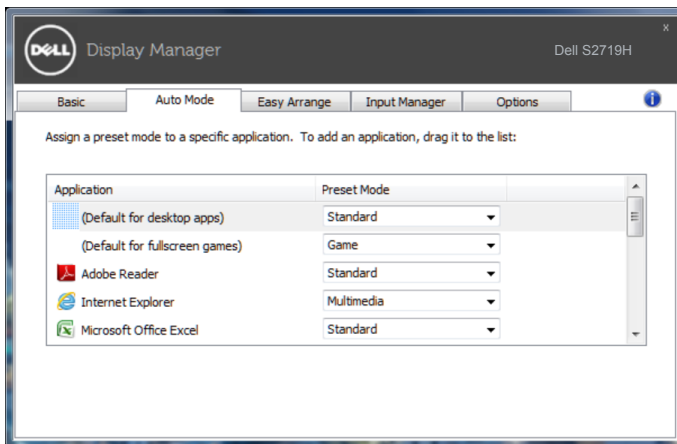 DELL Display Manager Dell S2719H x
Basic Auto Mode Easy Arrange Input Manager Options i
Assign a preset mode to a specific application. To add an application, drag it to the list:
Application Preset Mode
(Default for desktop apps) Standard
(Default for fullscreen games) Game
Adobe Reader Standard
Internet Explorer Multimedia
Microsoft Office Excel Standard